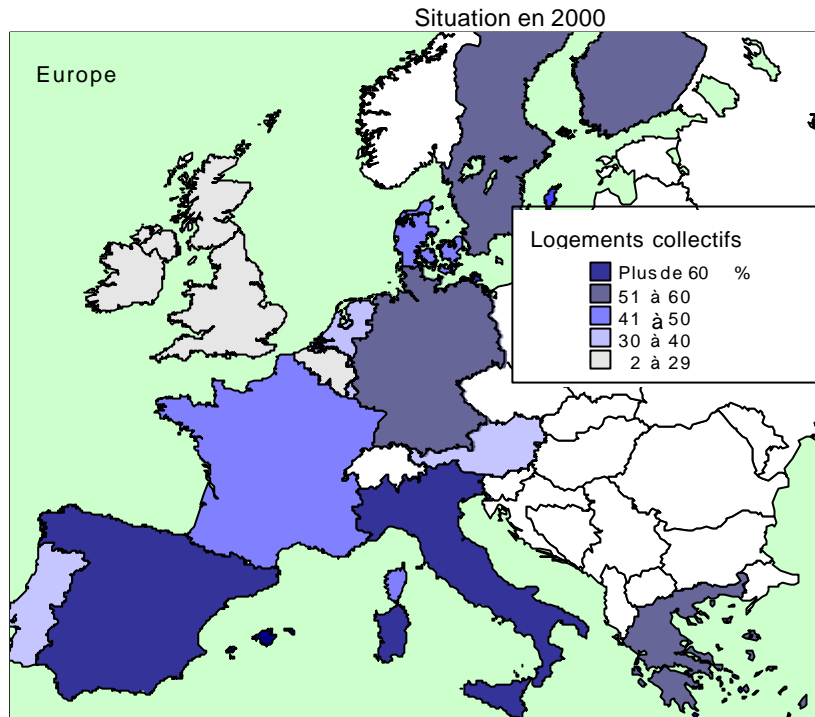 Situation en 2000
Europe
Logements collectifs
Plus de 60 %
51 à 60
41 à 50
30 à 40
2 à 29